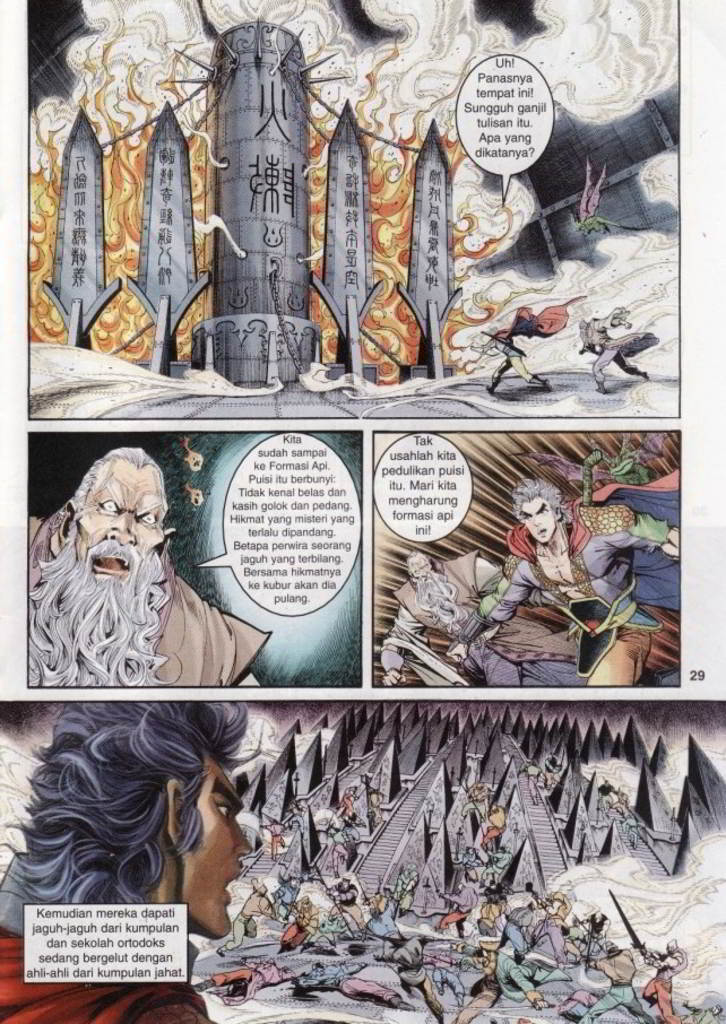 Uh!
Panasnya
tempat ini!
Sungguh ganjil
tulisan itu.
Apa yang
dikatanya?
Kita
sudah sampai
ke Formasi Api.
Puisi itu berbunyi:
Tidak kenal belas dan
kasih golok dan pedang.
Hikmat yang misteri yang
terlalu dipandang.
Betapa perwira seorang
jaguh yang terbilang.
Bersama hikmatnya
ke kubur akan dia
pulang.
Tak
usahlah kita
pedulikan puisi
itu. Mari kita
mengharung
formasi api
ini!
29
Kemudian mereka dapati
jaguh-jaguh dari kumpulan
dan sekolah ortodoks
sedang bergelut dengan
ahli-ahli dari kumpulan jahat.